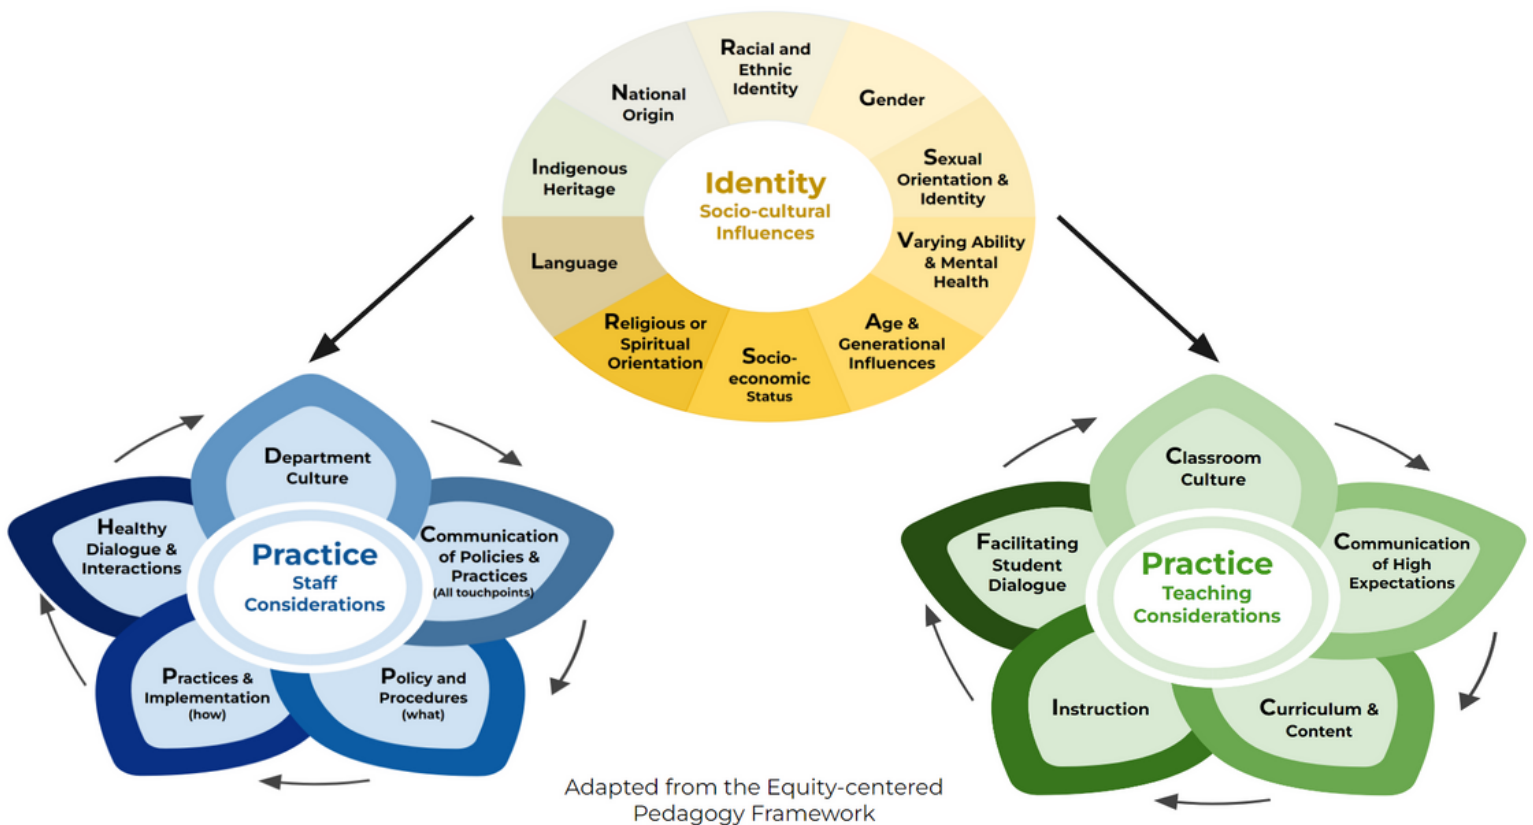 Racial and
Ethnic
Identity
Gender
Sexual
Orientation &
Identity
Varying Ability
& Mental
Health
Age &
Generational
Influences
Socio-
economic
Status
Religious or
Spiritual
Orientation
Language
Indigenous
Heritage
National
Origin
Identity
Socio-cultural
Influences
Department
Culture
Communication
of Policies &
Practices
(All touchpoints)
Policy and
Procedures
(what)
Practices &
Implementation
(how)
Healthy
Dialogue &
Interactions
Practice
Staff
Considerations
Classroom
Culture
Communication
of High
Expectations
Curriculum &
Content
Instruction
Facilitating
Student
Dialogue
Practice
Teaching
Considerations
Adapted from the Equity-centered
Pedagogy Framework